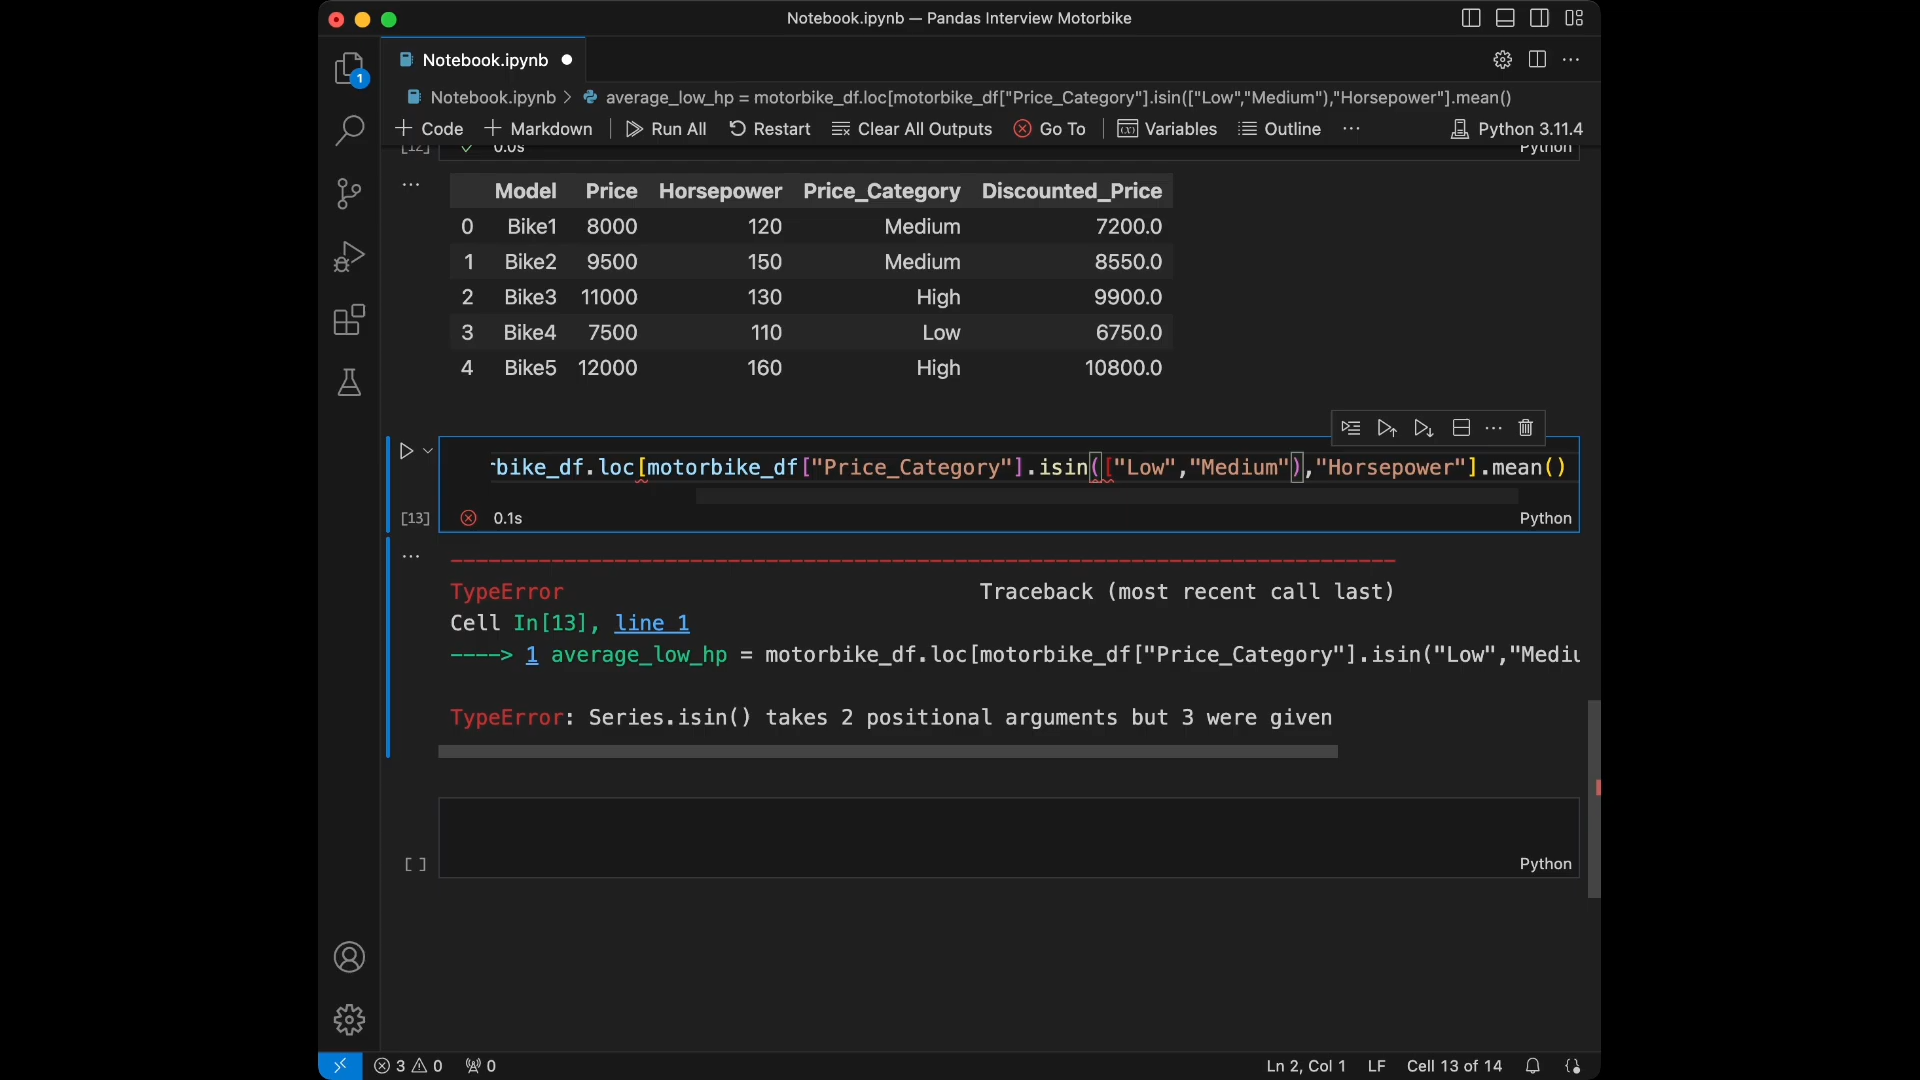 Notebook.ipynb — Pandas Interview Motorbike
1
Notebook.ipynb
Notebook.ipynb > average_low_hp = motorbike_df.loc[motorbike_df["Price_Category"].isin(["Low","Medium"),"Horsepower"].mean()
+ Code + Markdown Run All Restart Clear All Outputs Go To Variables Outline ··· Python 3.11.4
[12] 0.0s Python
Model Price Horsepower Price_Category Discounted_Price
0 Bike1 8000 120 Medium 7200.0
1 Bike2 9500 150 Medium 8550.0
2 Bike3 11000 130 High 9900.0
3 Bike4 7500 110 Low 6750.0
4 Bike5 12000 160 High 10800.0
bike_df.loc[motorbike_df["Price_Category"].isin(["Low","Medium"),"Horsepower"].mean()
[13] 0.1s Python
TypeError Traceback (most recent call last)
Cell In[13], line 1
----> 1 average_low_hp = motorbike_df.loc[motorbike_df["Price_Category"].isin("Low","Mediu
TypeError: Series.isin() takes 2 positional arguments but 3 were given
[ ] Python
3 0 0 Ln 2, Col 1 LF Cell 13 of 14